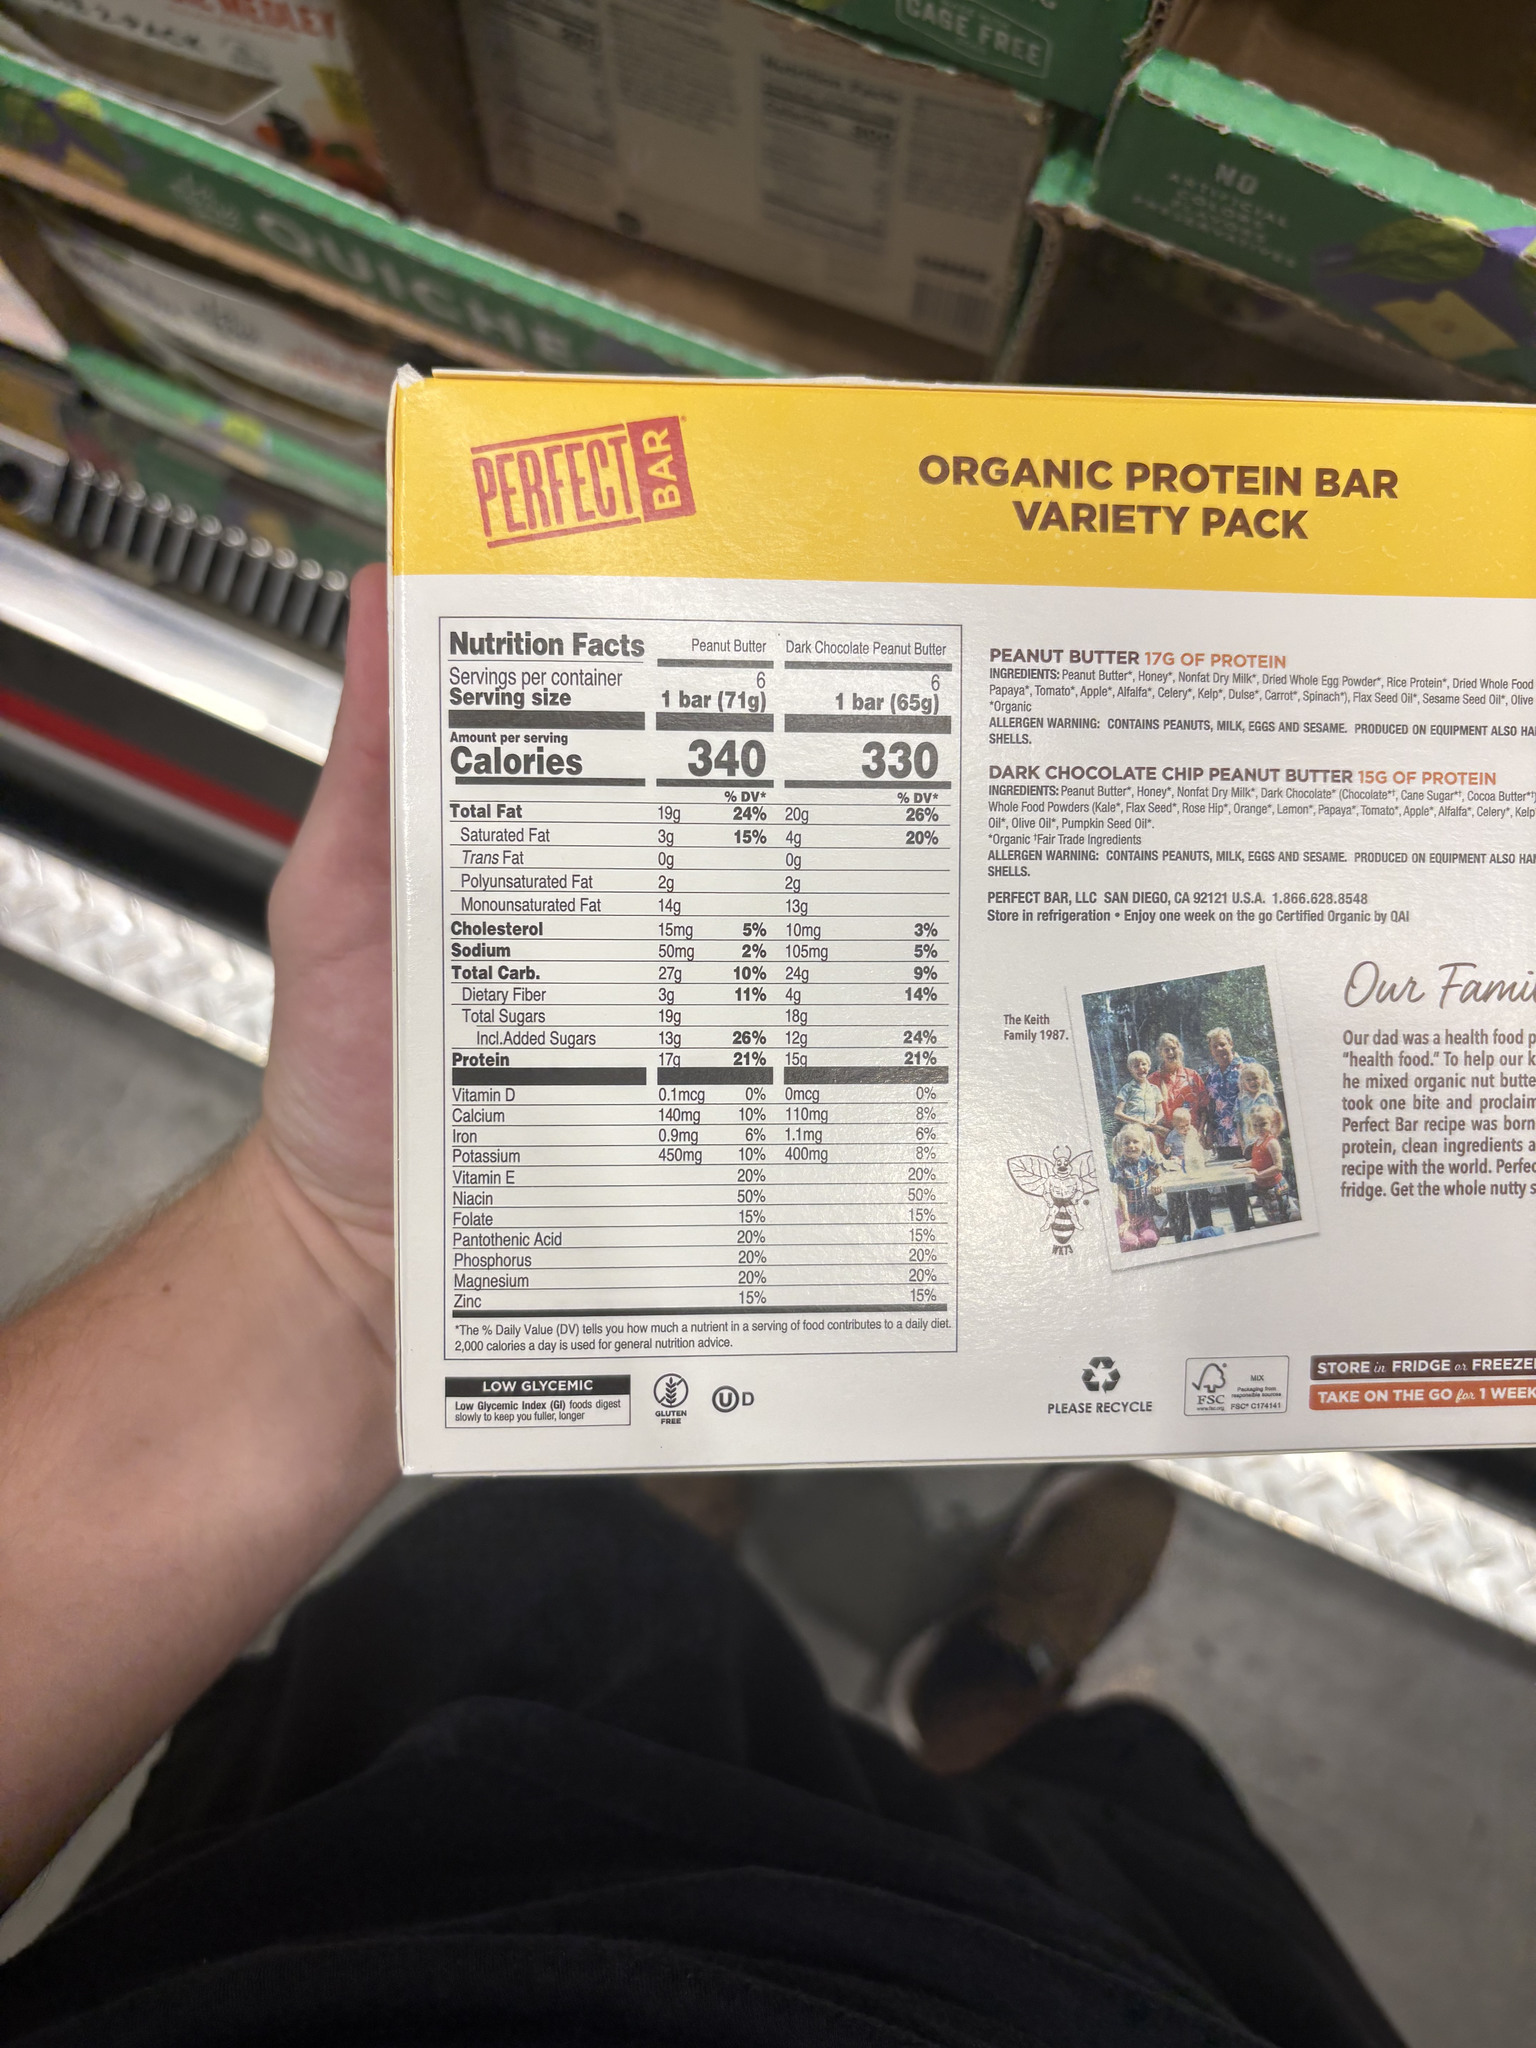 CAGE FREE
NO
ARTIFICIAL
COLORS
FLAVORS
PRESERVATIVES
QUICHE
PERFECT BAR
ORGANIC PROTEIN BAR
VARIETY PACK
Nutrition Facts Peanut Butter Dark Chocolate Peanut Butter
Servings per container 6 6
Serving size 1 bar (71g) 1 bar (65g)
Amount per serving
Calories 340 330
% DV* % DV*
Total Fat 19g 24% 20g 26%
Saturated Fat 3g 15% 4g 20%
Trans Fat 0g 0g
Polyunsaturated Fat 2g 2g
Monounsaturated Fat 14g 13g
Cholesterol 15mg 5% 10mg 3%
Sodium 50mg 2% 105mg 5%
Total Carb. 27g 10% 24g 9%
Dietary Fiber 3g 11% 4g 14%
Total Sugars 19g 18g
Incl.Added Sugars 13g 26% 12g 24%
Protein 17g 21% 15g 21%
Vitamin D 0.1mcg 0% 0mcg 0%
Calcium 140mg 10% 110mg 8%
Iron 0.9mg 6% 1.1mg 6%
Potassium 450mg 10% 400mg 8%
Vitamin E 20% 20%
Niacin 50% 50%
Folate 15% 15%
Pantothenic Acid 20% 15%
Phosphorus 20% 20%
Magnesium 20% 20%
Zinc 15% 15%
*The % Daily Value (DV) tells you how much a nutrient in a serving of food contributes to a daily diet.
2,000 calories a day is used for general nutrition advice.
LOW GLYCEMIC
Low Glycemic Index (GI) foods digest
slowly to keep you fuller, longer
GLUTEN
FREE
U D
PEANUT BUTTER 17G OF PROTEIN
INGREDIENTS: Peanut Butter*, Honey*, Nonfat Dry Milk*, Dried Whole Egg Powder*, Rice Protein*, Dried Whole Food
Papaya*, Tomato*, Apple*, Alfalfa*, Celery*, Kelp*, Dulse*, Carrot*, Spinach*), Flax Seed Oil*, Sesame Seed Oil*, Olive
*Organic
ALLERGEN WARNING: CONTAINS PEANUTS, MILK, EGGS AND SESAME. PRODUCED ON EQUIPMENT ALSO HA
SHELLS.
DARK CHOCOLATE CHIP PEANUT BUTTER 15G OF PROTEIN
INGREDIENTS: Peanut Butter*, Honey*, Nonfat Dry Milk*, Dark Chocolate* (Chocolate*†, Cane Sugar*†, Cocoa Butter*†)
Whole Food Powders (Kale*, Flax Seed*, Rose Hip*, Orange*, Lemon*, Papaya*, Tomato*, Apple*, Alfalfa*, Celery*, Kelp
Oil*, Olive Oil*, Pumpkin Seed Oil*.
*Organic †Fair Trade Ingredients
ALLERGEN WARNING: CONTAINS PEANUTS, MILK, EGGS AND SESAME. PRODUCED ON EQUIPMENT ALSO HA
SHELLS.
PERFECT BAR, LLC SAN DIEGO, CA 92121 U.S.A. 1.866.628.8548
Store in refrigeration • Enjoy one week on the go Certified Organic by QAI
The Keith
Family 1987.
Our Fami
Our dad was a health food p
"health food." To help our k
he mixed organic nut butte
took one bite and proclaim
Perfect Bar recipe was born
protein, clean ingredients a
recipe with the world. Perfec
fridge. Get the whole nutty s
PLEASE RECYCLE
FSC
www.fsc.org
MIX
Packaging from
responsible sources
FSC® C174141
STORE in FRIDGE or FREEZE
TAKE ON THE GO for 1 WEEK